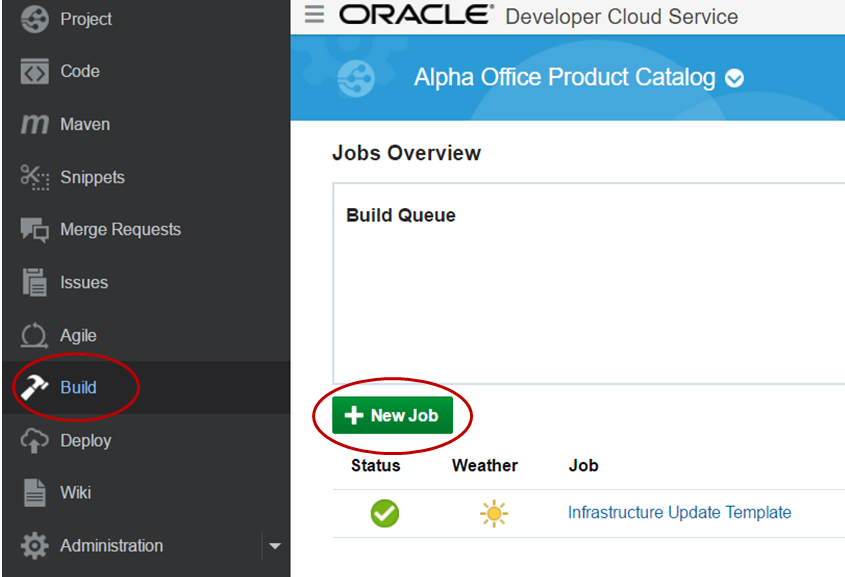 Project
Code
Maven
Snippets
Merge Requests
Issues
Agile
Build
Deploy
Wiki
Administration
ORACLE® Developer Cloud Service
Alpha Office Product Catalog
Jobs Overview
Build Queue
New Job
Status Weather Job
Infrastructure Update Template